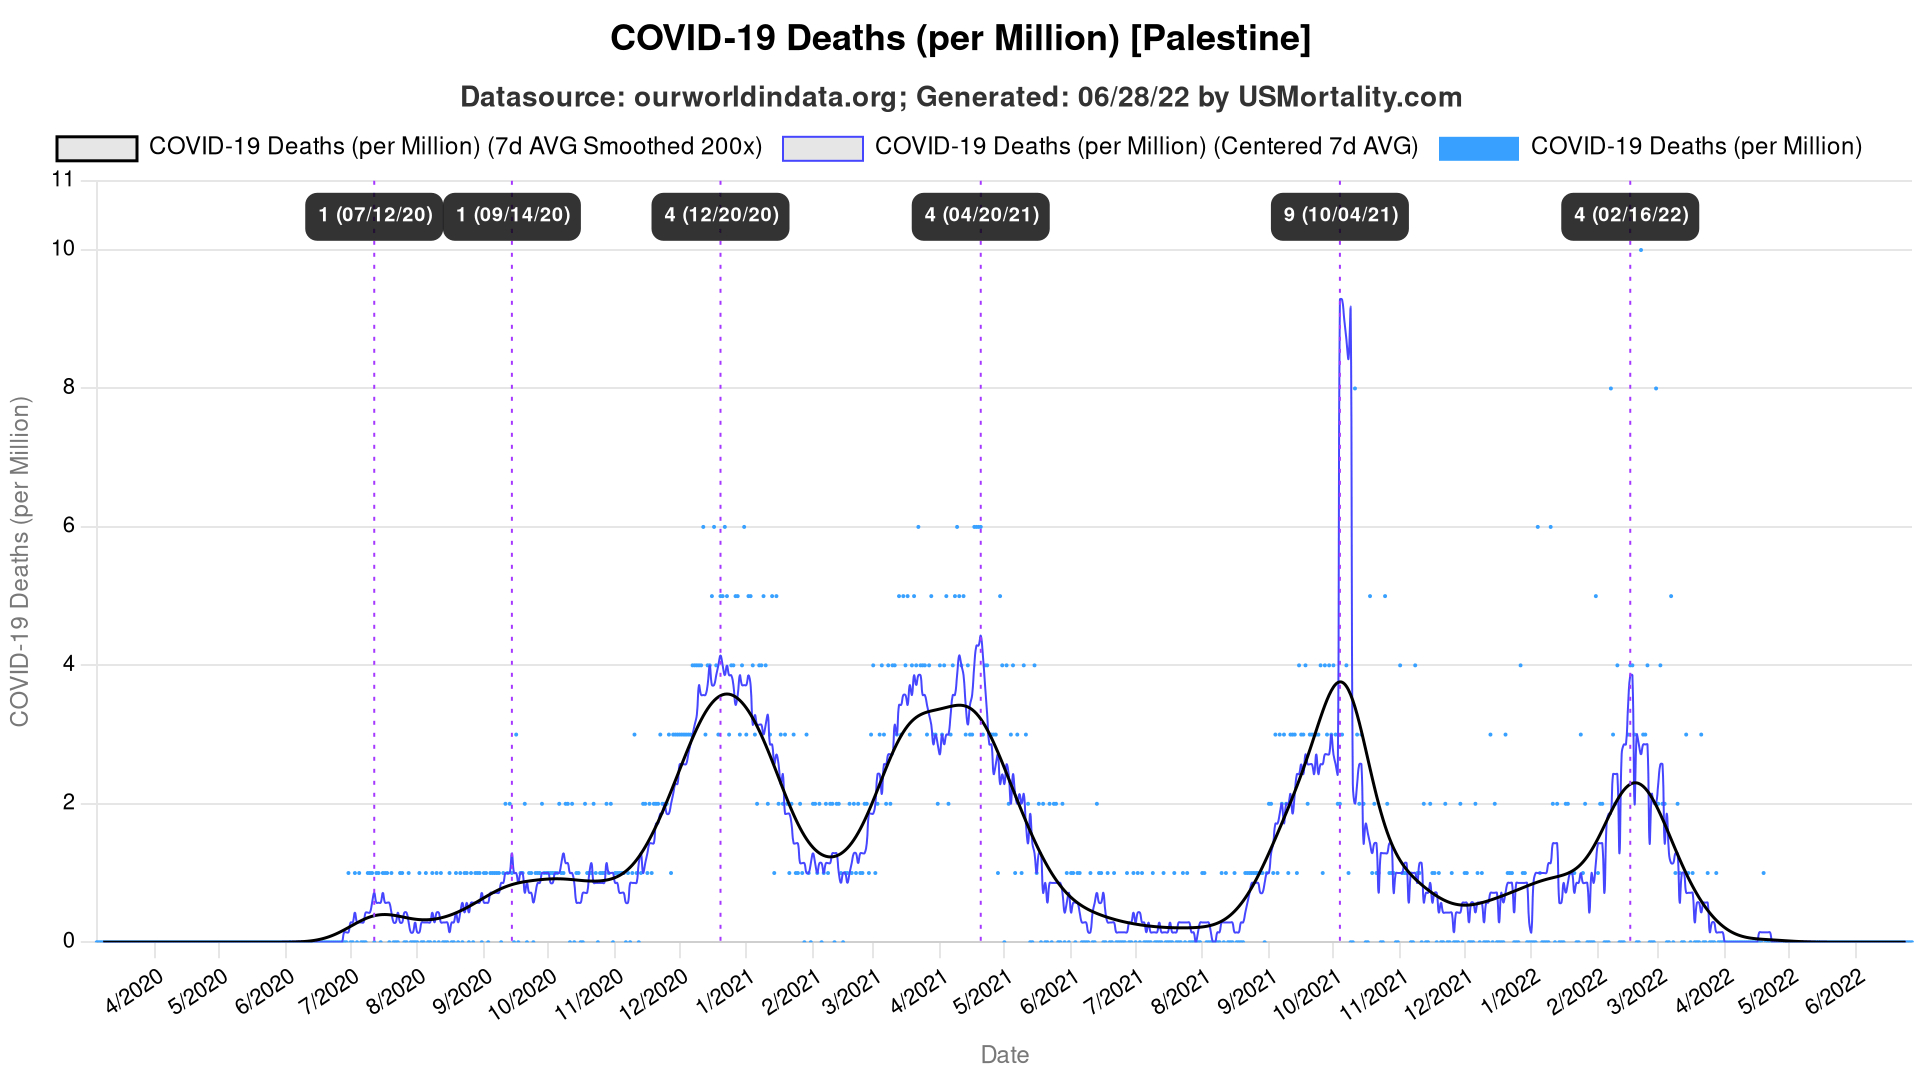 COVID-19 Deaths (per Million) [Palestine]
Datasource: ourworldindata.org; Generated: 06/28/22 by USMortality.com
COVID-19 Deaths (per Million) (7d AVG Smoothed 200x) COVID-19 Deaths (per Million) (Centered 7d AVG) COVID-19 Deaths (per Million)
11
1 (07/12/20) 1 (09/14/20) 4 (12/20/20) 4 (04/20/21) 9 (10/04/21) 4 (02/16/22)
10
8
6
4
2
0
COVID-19 Deaths (per Million)
4/2020 5/2020 6/2020 7/2020 8/2020 9/2020 10/2020 11/2020 12/2020 1/2021 2/2021 3/2021 4/2021 5/2021 6/2021 7/2021 8/2021 9/2021 10/2021 11/2021 12/2021 1/2022 2/2022 3/2022 4/2022 5/2022 6/2022
Date